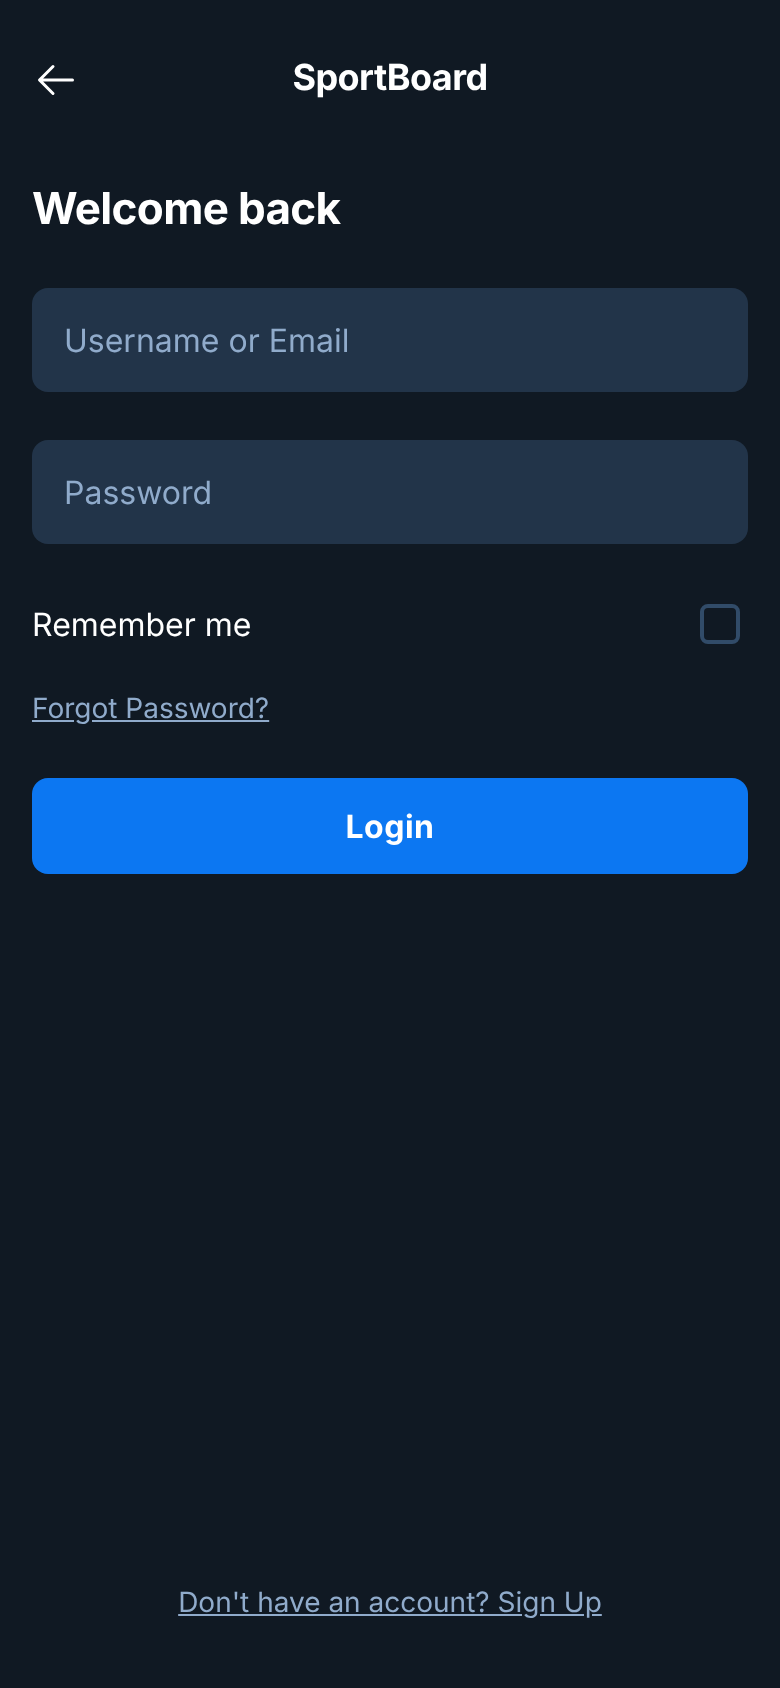 SportBoard
Welcome back
Username or Email
Password
Remember me
Forgot Password?
Login
Don't have an account? Sign Up